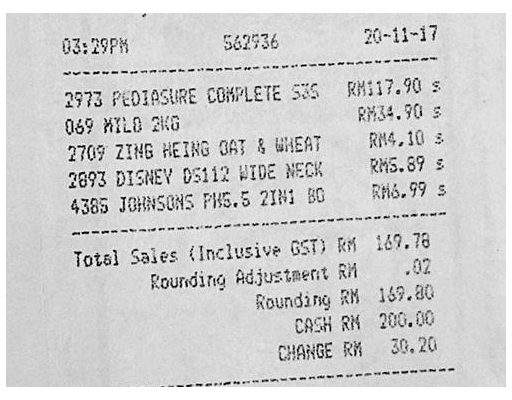 03:29PM 562936 20-11-17
2973 PEDIASURE COMPLETE S3S RM117.90 s
069 MILO 2KG RM34.90 s
2709 ZING HEING OAT & WHEAT RM4.10 s
2893 DISNEY DS112 WIDE NECK RM5.89 s
4385 JOHNSONS PH5.5 2IN1 BO RM6.99 s
Total Sales (Inclusive GST) RM 169.78
Rounding Adjustment RM .02
Rounding RM 169.80
CASH RM 200.00
CHANGE RM 30.20